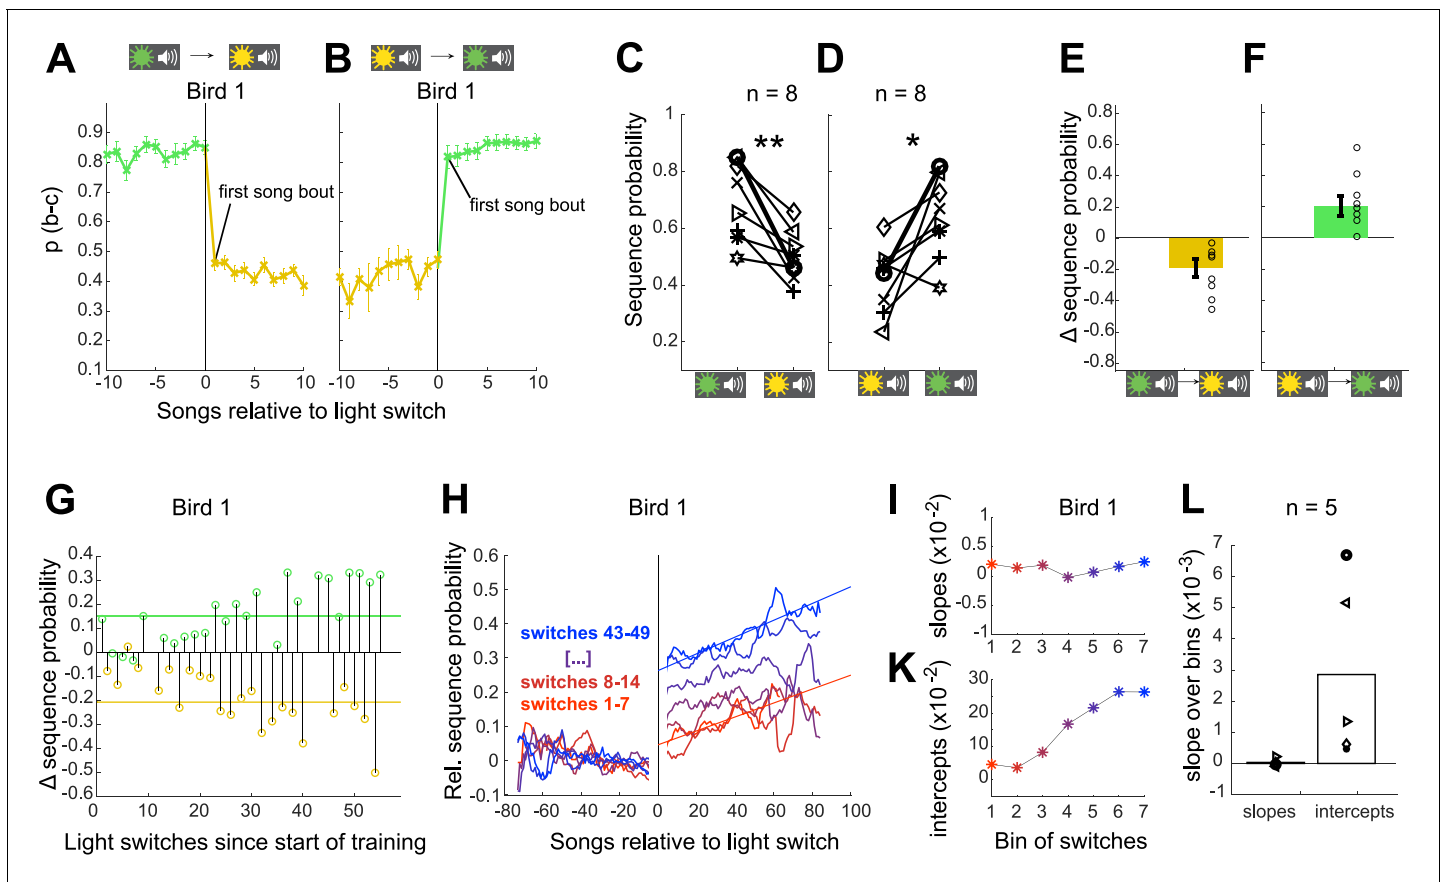 A
B
C
D
E
F
Bird 1
Bird 1
n = 8
n = 8
p (b-c)
0.9
0.8
0.7
0.6
0.5
0.4
0.3
0.2
0.1
first song bout
first song bout
-10
-5
0
5
10
-10
-5
0
5
10
Songs relative to light switch
Sequence probability
1
0.8
0.6
0.4
**
*
Δ sequence probability
0.8
0.6
0.4
0.2
0
-0.2
-0.4
-0.6
-0.8
G
Bird 1
Δ sequence probability
0.4
0.3
0.2
0.1
0
-0.1
-0.2
-0.3
-0.4
-0.5
-0.6
0
10
20
30
40
50
Light switches since start of training
H
Bird 1
Rel. sequence probability
0.6
0.5
0.4
0.3
0.2
0.1
0
-0.1
switches 43-49
[...]
switches 8-14
switches 1-7
-80
-60
-40
-20
0
20
40
60
80
100
Songs relative to light switch
I
Bird 1
slopes (x10-2)
1
0.5
0
-0.5
-1
1 2 3 4 5 6 7
K
intercepts (x10-2)
30
20
10
0
1 2 3 4 5 6 7
Bin of switches
L
n = 5
slope over bins (x10-3)
7
6
5
4
3
2
1
0
-1
slopes
intercepts